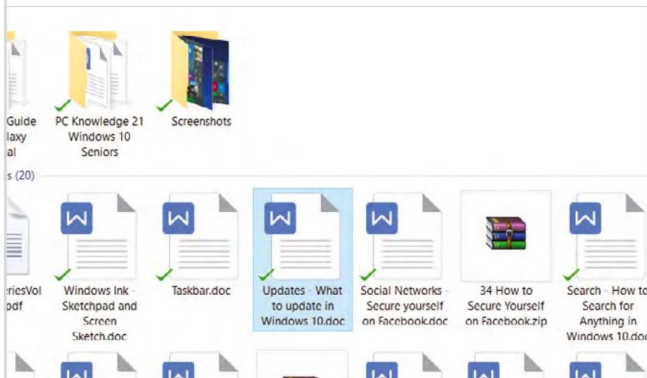 Guide
laxy
al
PC Knowledge 21
Windows 10
Seniors
Screenshots
s (20)
riesVol
pdf
Windows Ink -
Sketchpad and
Screen
Sketch.doc
Taskbar.doc
Updates - What
to update in
Windows 10.doc
Social Networks -
Secure yourself
on Facebook.doc
34 How to
Secure Yourself
on Facebook.zip
Search - How to
Search for
Anything in
Windows 10.doc